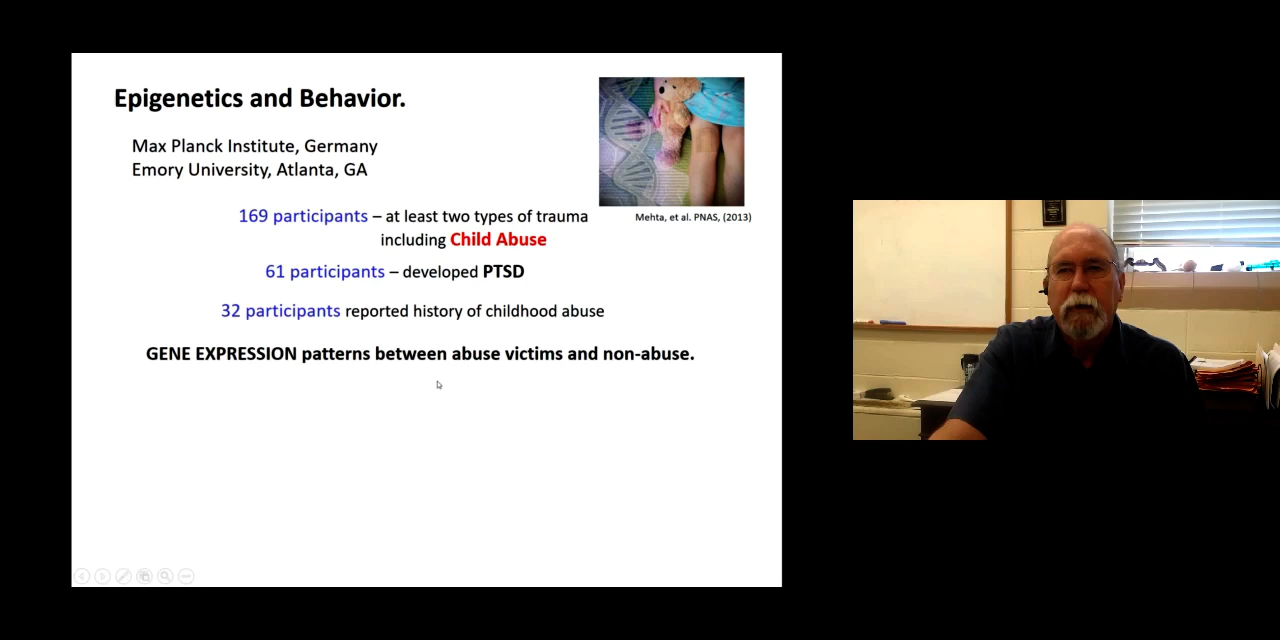 Epigenetics and Behavior.
Max Planck Institute, Germany
Emory University, Atlanta, GA
169 participants – at least two types of trauma
including Child Abuse
Mehta, et al. PNAS, (2013)
61 participants – developed PTSD
32 participants reported history of childhood abuse
GENE EXPRESSION patterns between abuse victims and non-abuse.